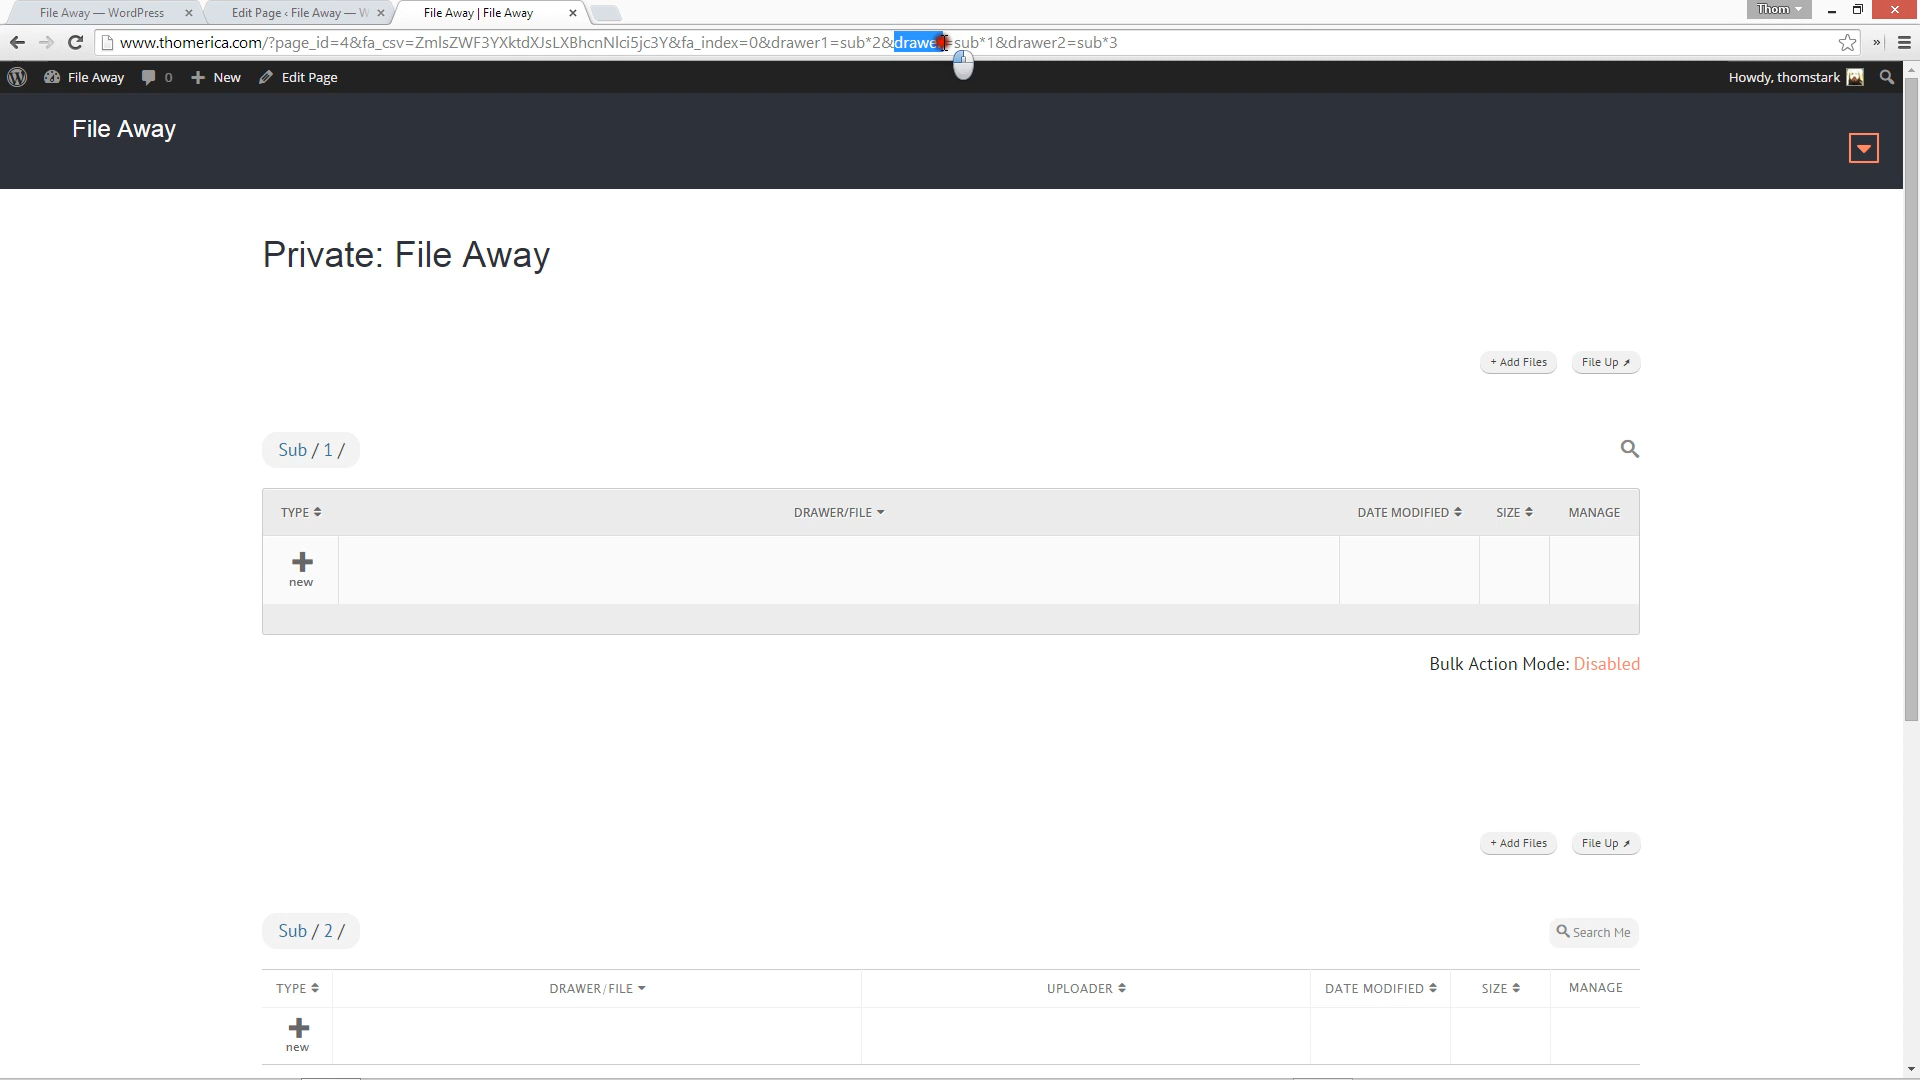 File Away — WordPress
Edit Page ‹ File Away — W
File Away | File Away
Thom
www.thomerica.com/?page_id=4&fa_csv=ZmlsZWF3YXktdXJsLXBhcnNlci5jc3Y&fa_index=0&drawer1=sub*2&drawer=sub*1&drawer2=sub*3
»
File Away
0
New
Edit Page
Howdy, thomstark
File Away
Private: File Away
+ Add Files
File Up
Sub / 1 /
TYPE
DRAWER/FILE
DATE MODIFIED
SIZE
MANAGE
new
Bulk Action Mode: Disabled
+ Add Files
File Up
Sub / 2 /
Search Me
TYPE
DRAWER/FILE
UPLOADER
DATE MODIFIED
SIZE
MANAGE
new